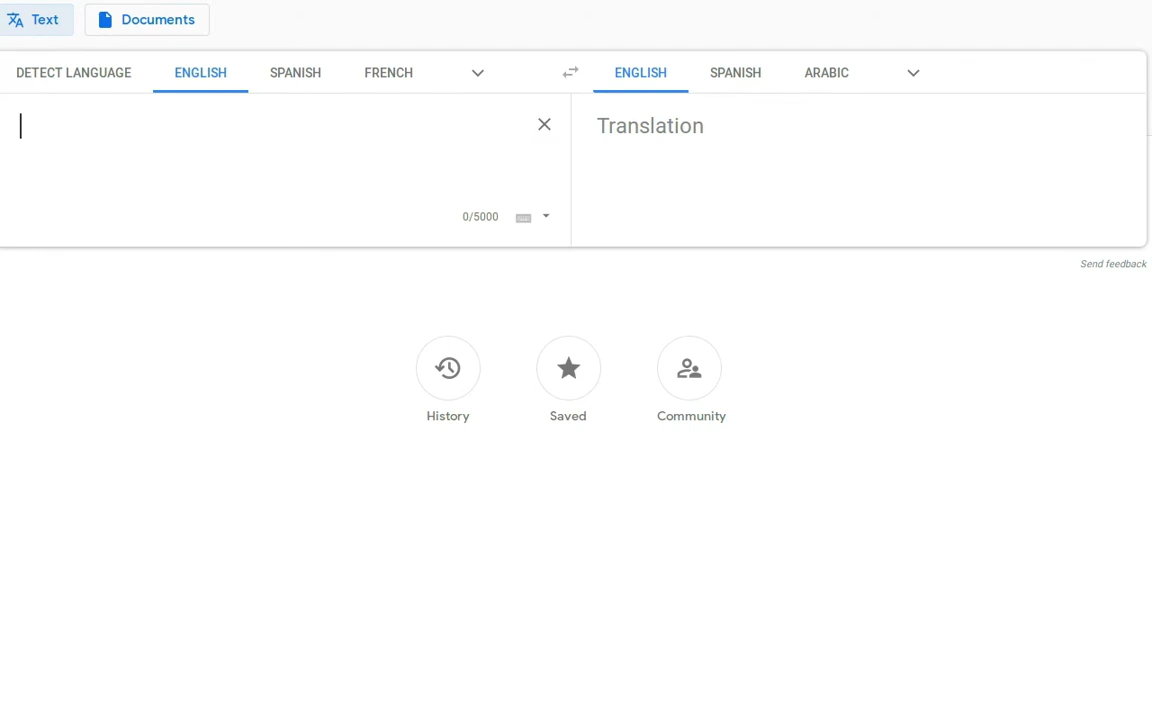 Text Documents
DETECT LANGUAGE ENGLISH SPANISH FRENCH ENGLISH SPANISH ARABIC
Translation
0/5000
Send feedback
History Saved Community